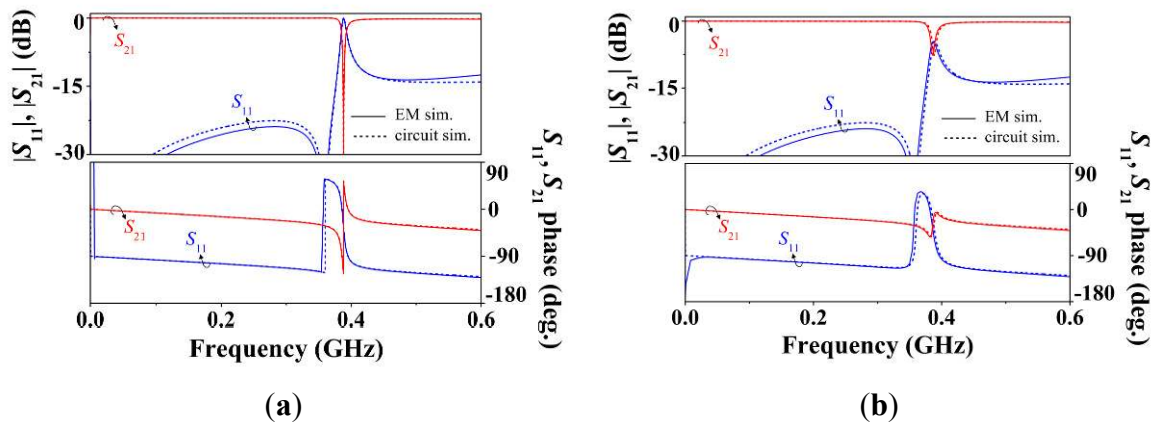 |S11|, |S21| (dB)
0
-15
-30
S21
S11
EM sim.
circuit sim.
S21
S11
90
0
-90
-180
S11, S21 phase (deg.)
0.0 0.2 0.4 0.6
Frequency (GHz)
(a)
|S11|, |S21| (dB)
0
-15
-30
S21
S11
EM sim.
circuit sim.
S21
S11
90
0
-90
-180
S11, S21 phase (deg.)
0.0 0.2 0.4 0.6
Frequency (GHz)
(b)